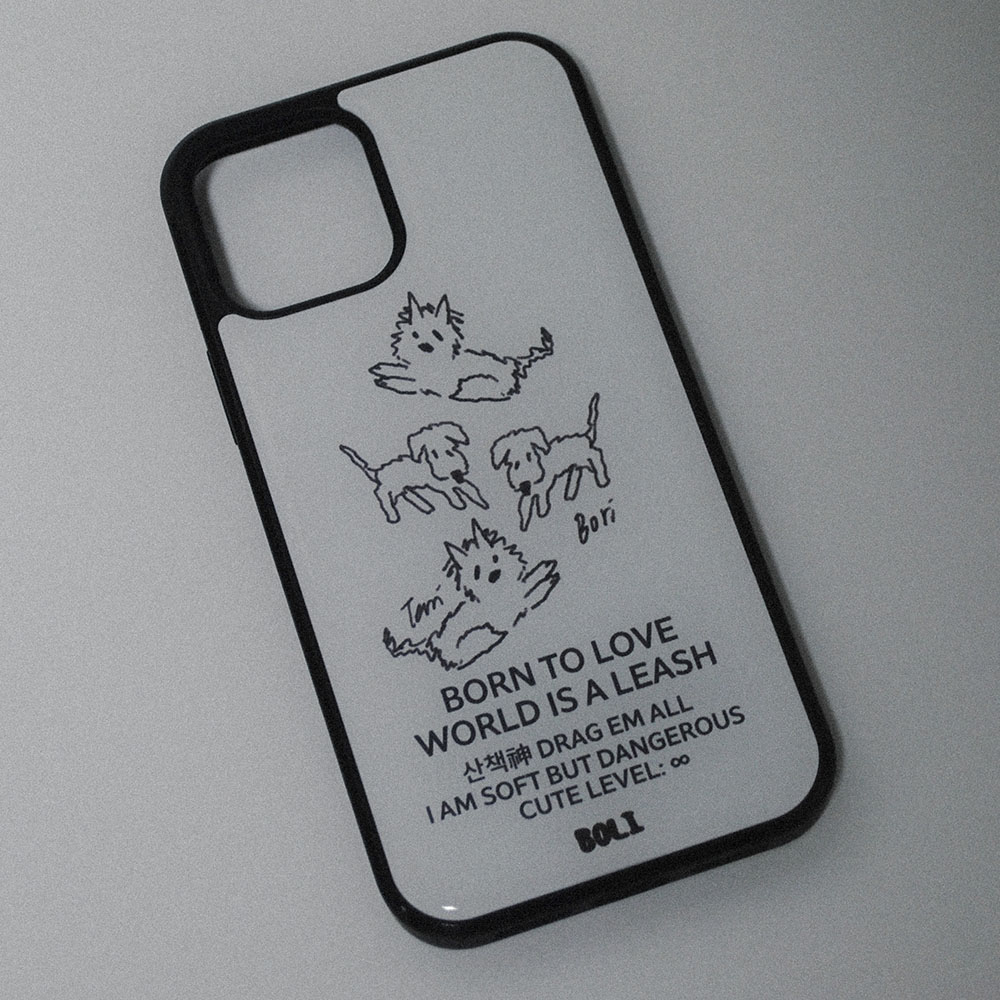 Bori
Tami
BORN TO LOVE
WORLD IS A LEASH
산책神 DRAG EM ALL
I AM SOFT BUT DANGEROUS
CUTE LEVEL: ∞
BOLI